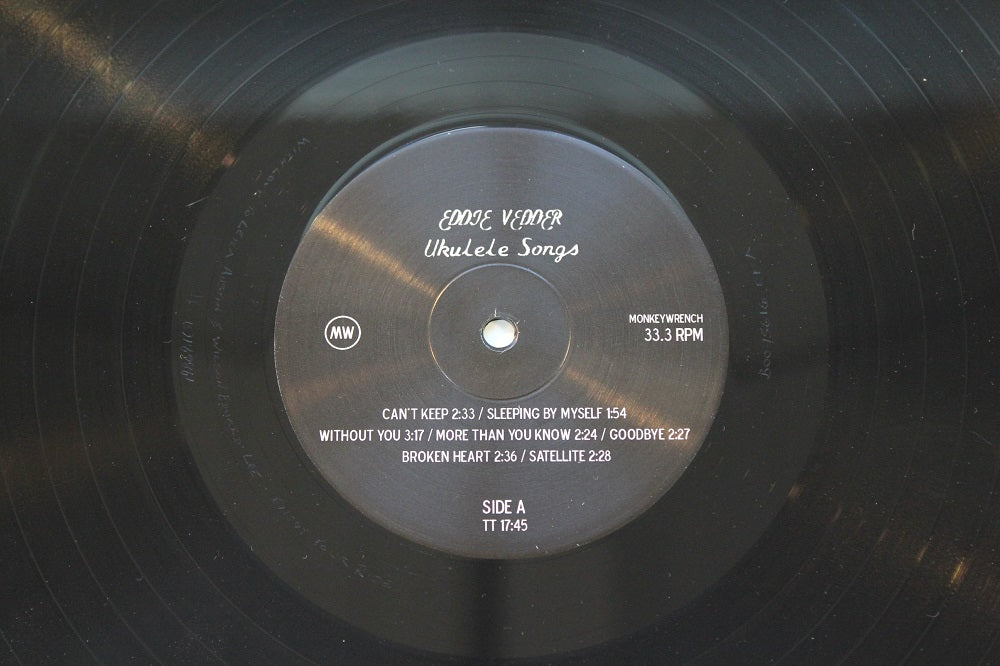 EDDIE VEDDER
Ukulele Songs
MW
MONKEYWRENCH
33.3 RPM
CAN'T KEEP 2:33 / SLEEPING BY MYSELF 1:54
WITHOUT YOU 3:17 / MORE THAN YOU KNOW 2:24 / GOODBYE 2:27
BROKEN HEART 2:36 / SATELLITE 2:28
SIDE A
TT 17:45